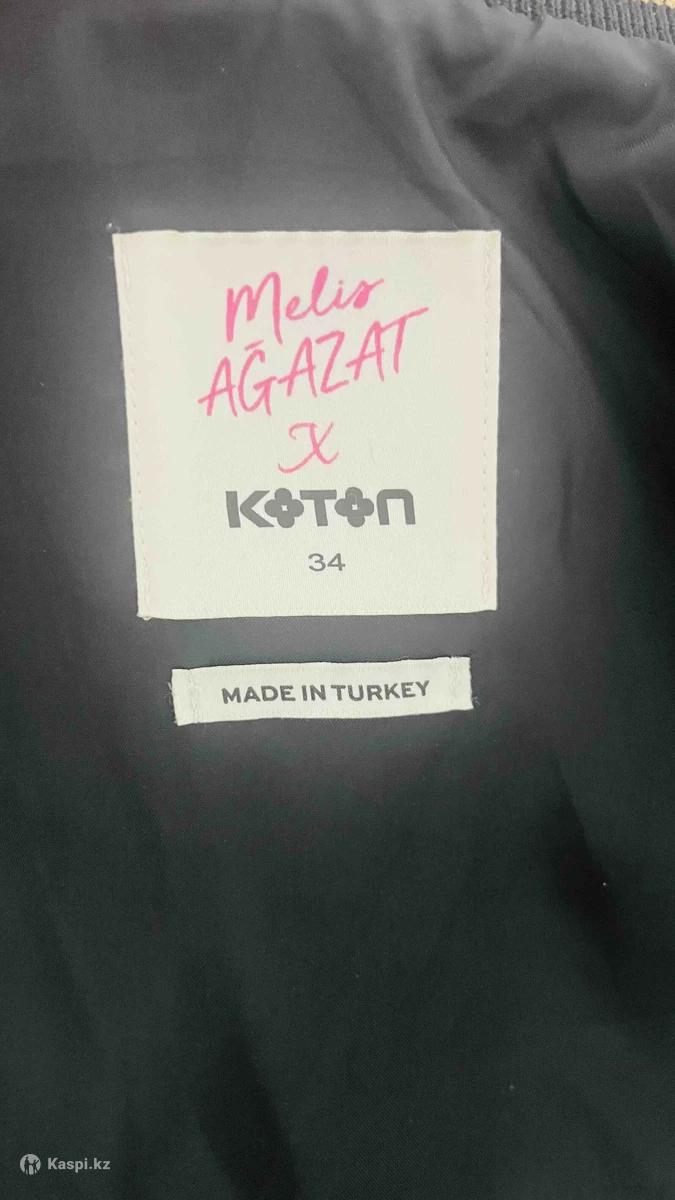 Melis
AĞAZAT
X
KOTON
34
MADE IN TURKEY
Kaspi.kz